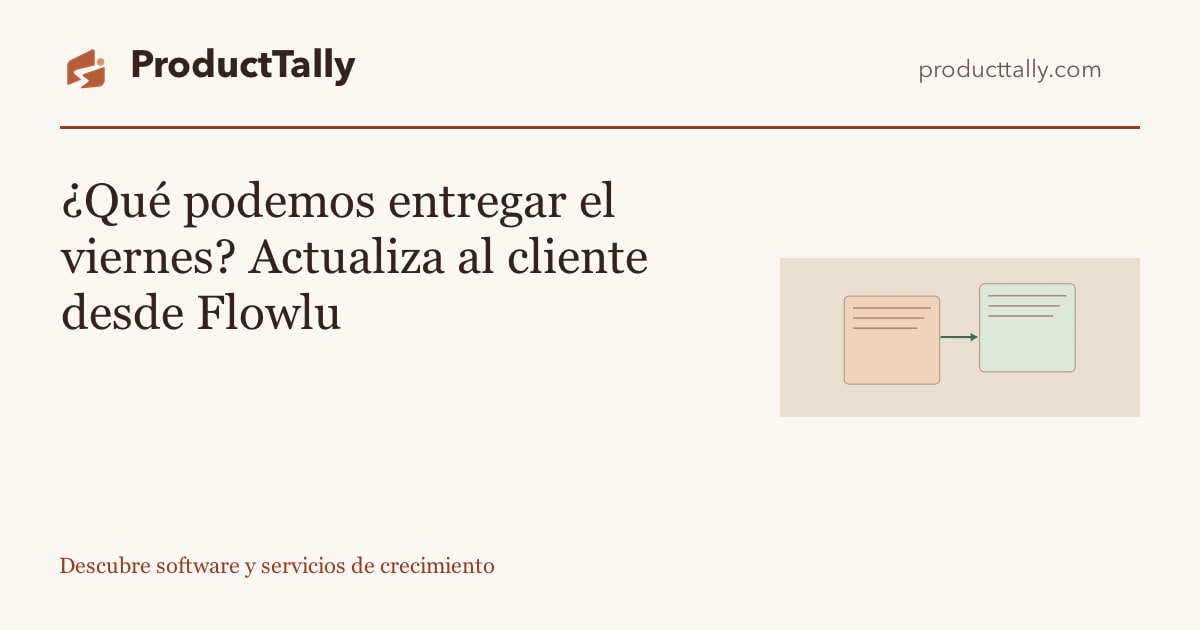 ProductTally
producttally.com
¿Qué podemos entregar el
viernes? Actualiza al cliente
desde Flowlu
Descubre software y servicios de crecimiento